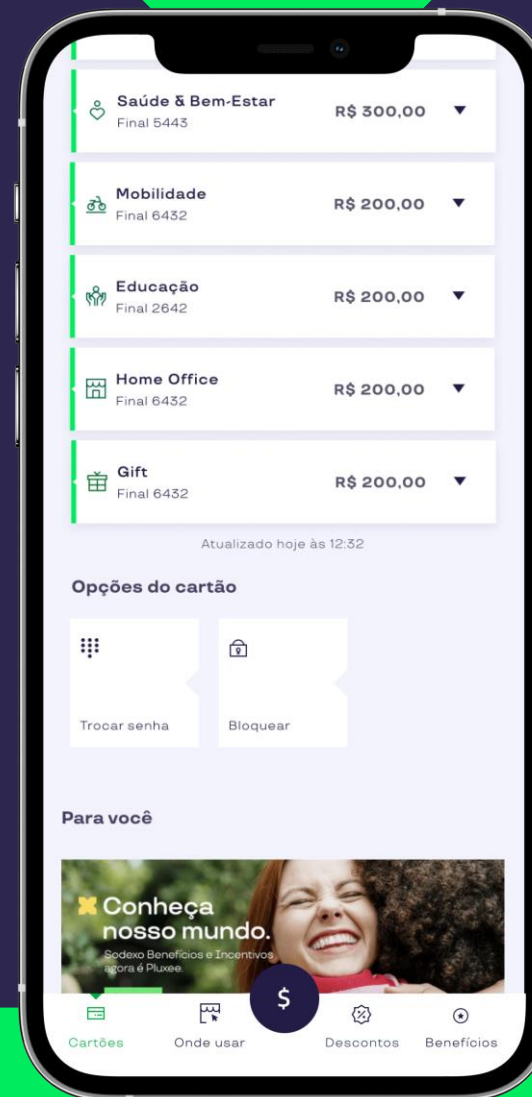 Saúde & Bem-Estar
Final 5443
R$ 300,00
Mobilidade
Final 6432
R$ 200,00
Educação
Final 2642
R$ 200,00
Home Office
Final 6432
R$ 200,00
Gift
Final 6432
R$ 200,00
Atualizado hoje às 12:32
Opções do cartão
Trocar senha
Bloquear
Para você
Conheça
nosso mundo.
Sodexo Benefícios e Incentivos
agora é Pluxee.
$
Cartões
Onde usar
Descontos
Benefícios